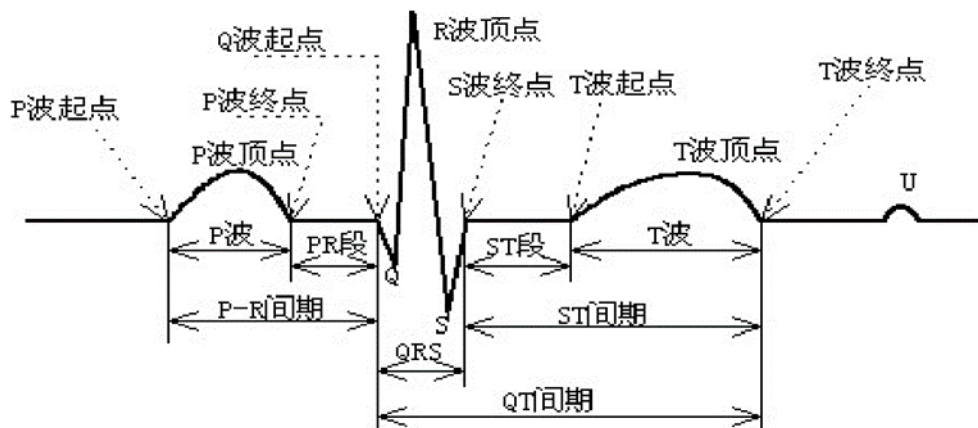 Q波起点
R波顶点
P波起点
P波终点
S波终点
T波起点
T波终点
P波顶点
T波顶点
U
P波
PR段
Q
ST段
T波
P-R间期
S
ST间期
QRS
QT间期